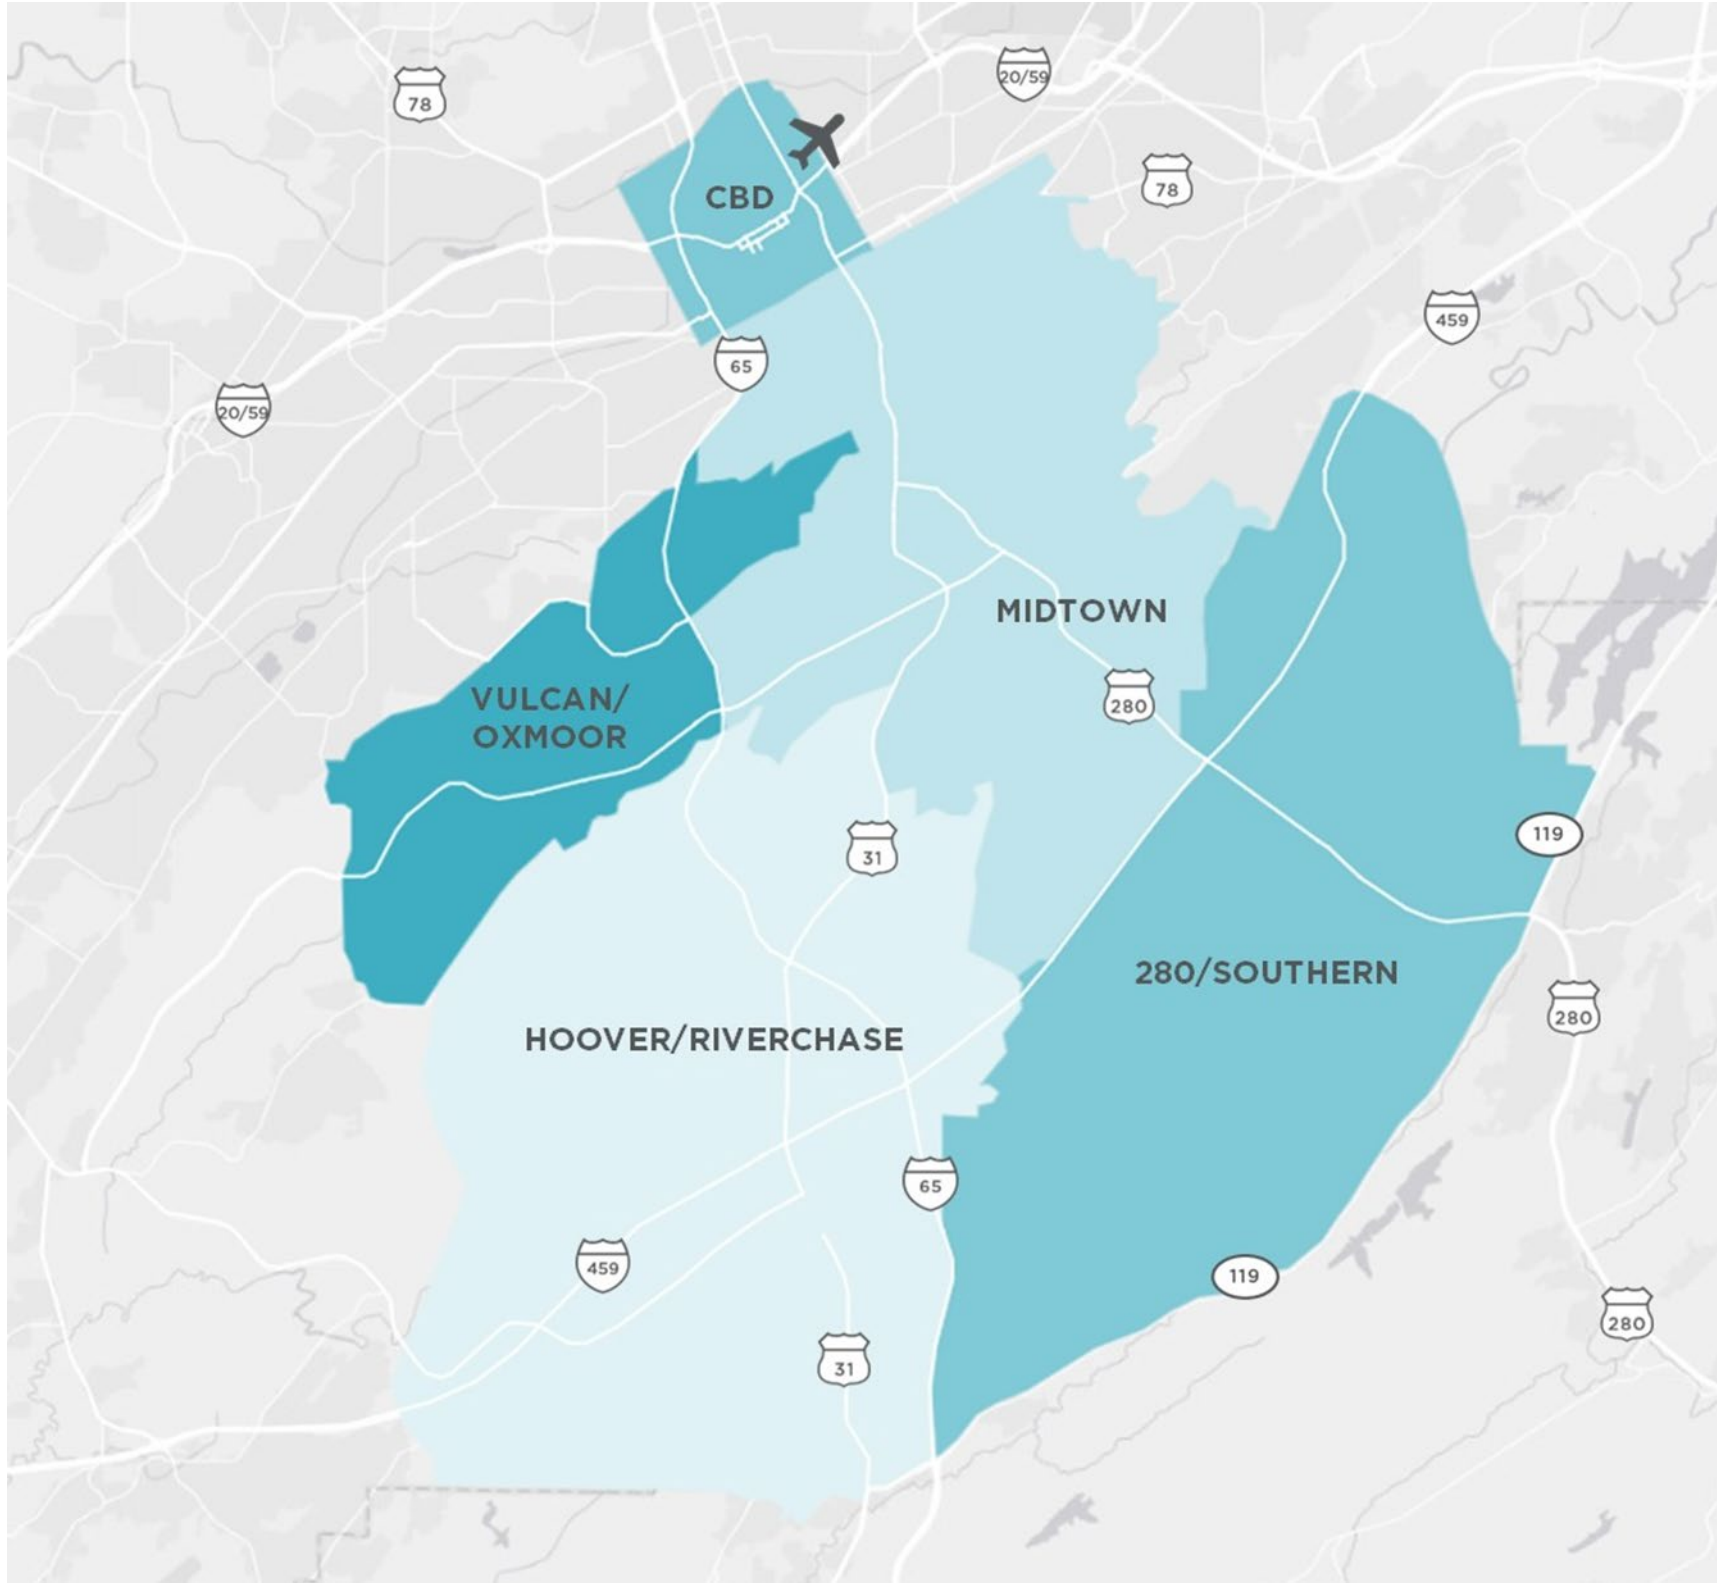 20/59
78
CBD
78
459
65
20/59
MIDTOWN
280
VULCAN/
OXMOOR
119
31
280/SOUTHERN
280
HOOVER/RIVERCHASE
65
459
119
280
31